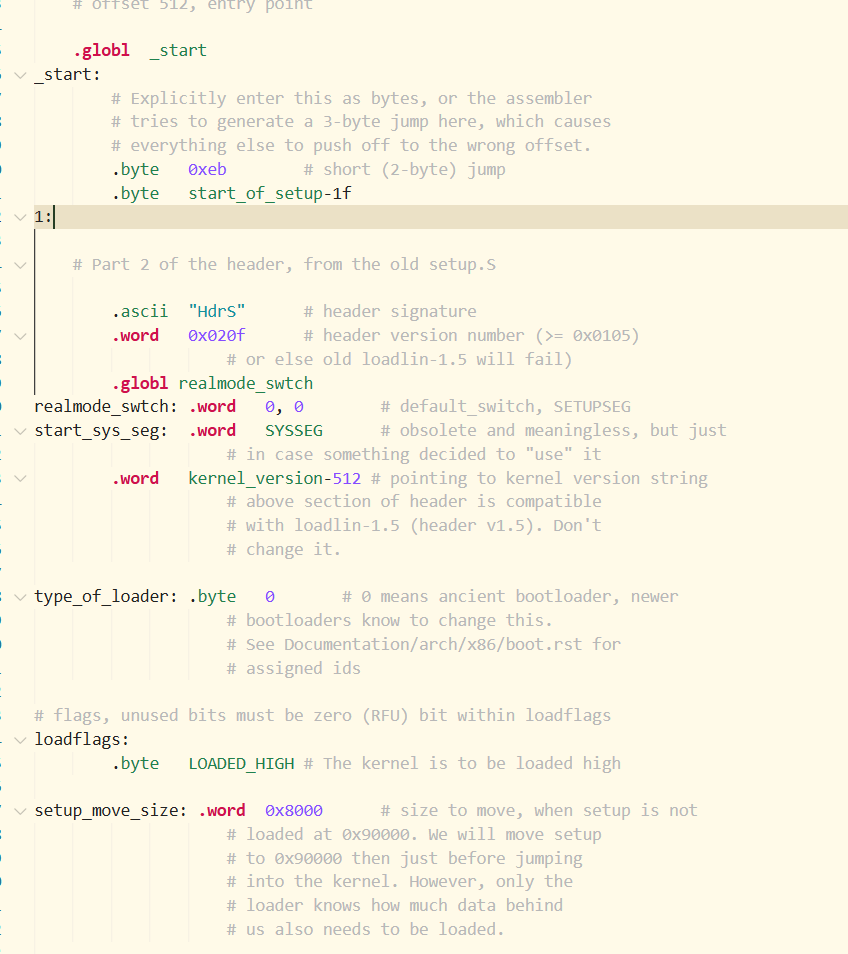 # offset 512, entry point
.globl _start
_start:
# Explicitly enter this as bytes, or the assembler
# tries to generate a 3-byte jump here, which causes
# everything else to push off to the wrong offset.
.byte 0xeb # short (2-byte) jump
.byte start_of_setup-1f
1:
# Part 2 of the header, from the old setup.S
.ascii "HdrS" # header signature
.word 0x020f # header version number (>= 0x0105)
# or else old loadlin-1.5 will fail)
.globl realmode_swtch
realmode_swtch: .word 0, 0 # default_switch, SETUPSEG
start_sys_seg: .word SYSSEG # obsolete and meaningless, but just
# in case something decided to "use" it
.word kernel_version-512 # pointing to kernel version string
# above section of header is compatible
# with loadlin-1.5 (header v1.5). Don't
# change it.
type_of_loader: .byte 0 # 0 means ancient bootloader, newer
# bootloaders know to change this.
# See Documentation/arch/x86/boot.rst for
# assigned ids
# flags, unused bits must be zero (RFU) bit within loadflags
loadflags:
.byte LOADED_HIGH # The kernel is to be loaded high
setup_move_size: .word 0x8000 # size to move, when setup is not
# loaded at 0x90000. We will move setup
# to 0x90000 then just before jumping
# into the kernel. However, only the
# loader knows how much data behind
# us also needs to be loaded.